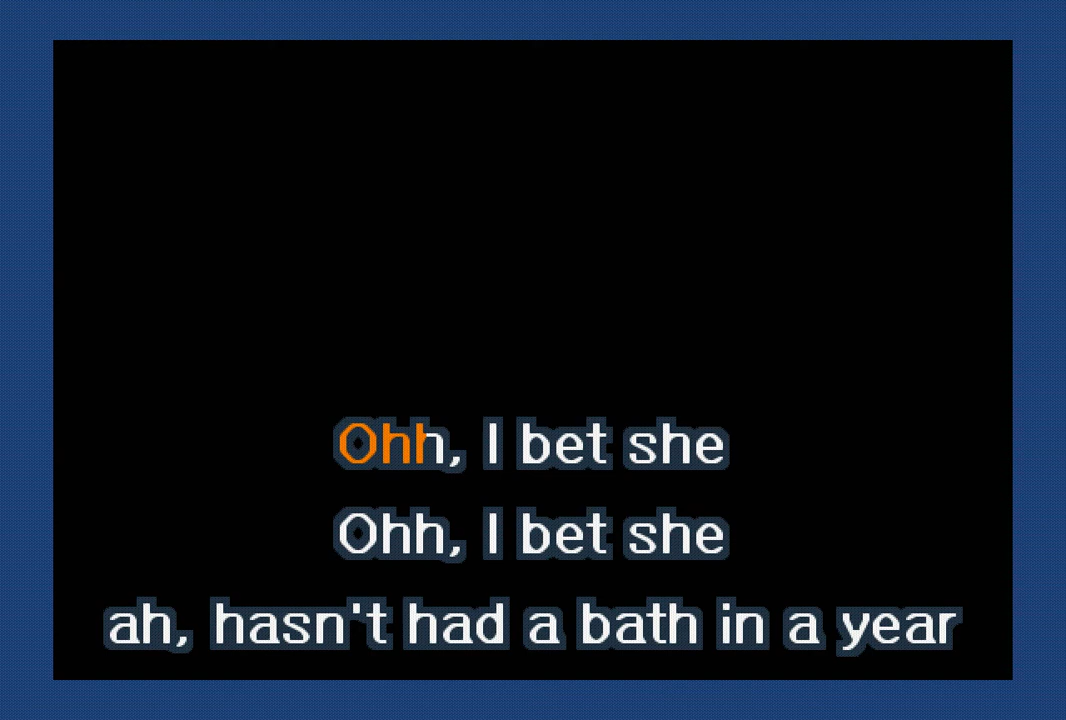 Ohh, I bet she
Ohh, I bet she
ah, hasn't had a bath in a year